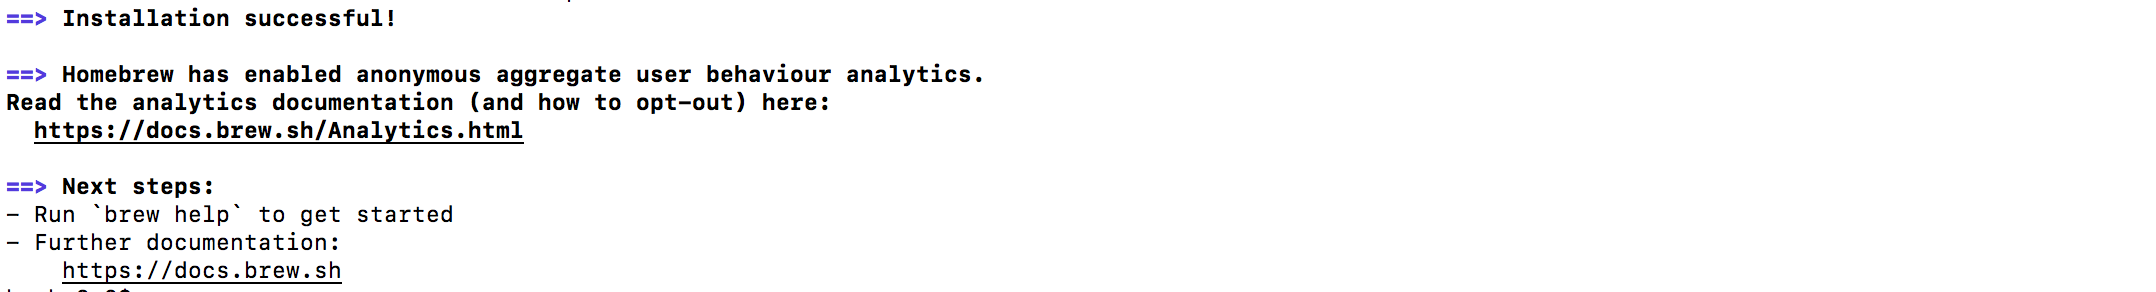 ==> Installation successful!
==> Homebrew has enabled anonymous aggregate user behaviour analytics.
Read the analytics documentation (and how to opt-out) here:
https://docs.brew.sh/Analytics.html
==> Next steps:
- Run `brew help` to get started
- Further documentation:
https://docs.brew.sh